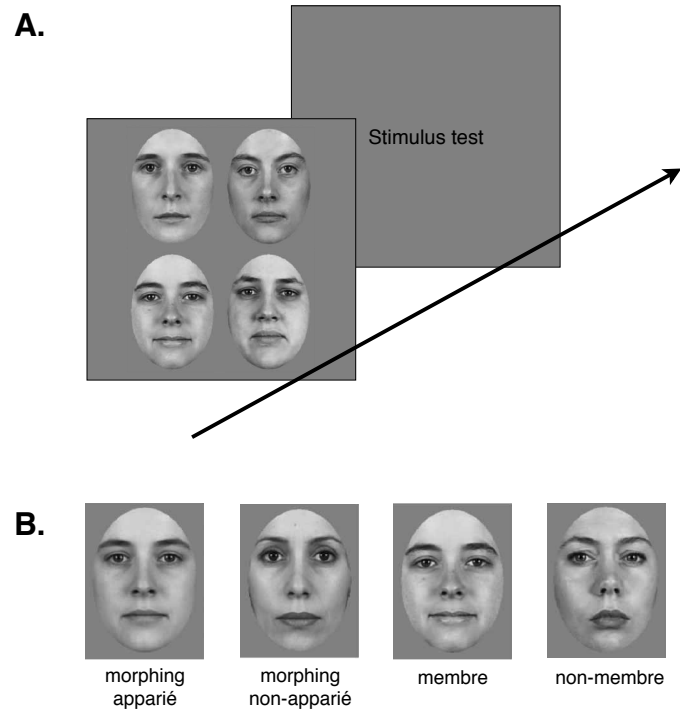 A.
Stimulus test
B.
morphing
apparié
morphing
non-apparié
membre
non-membre